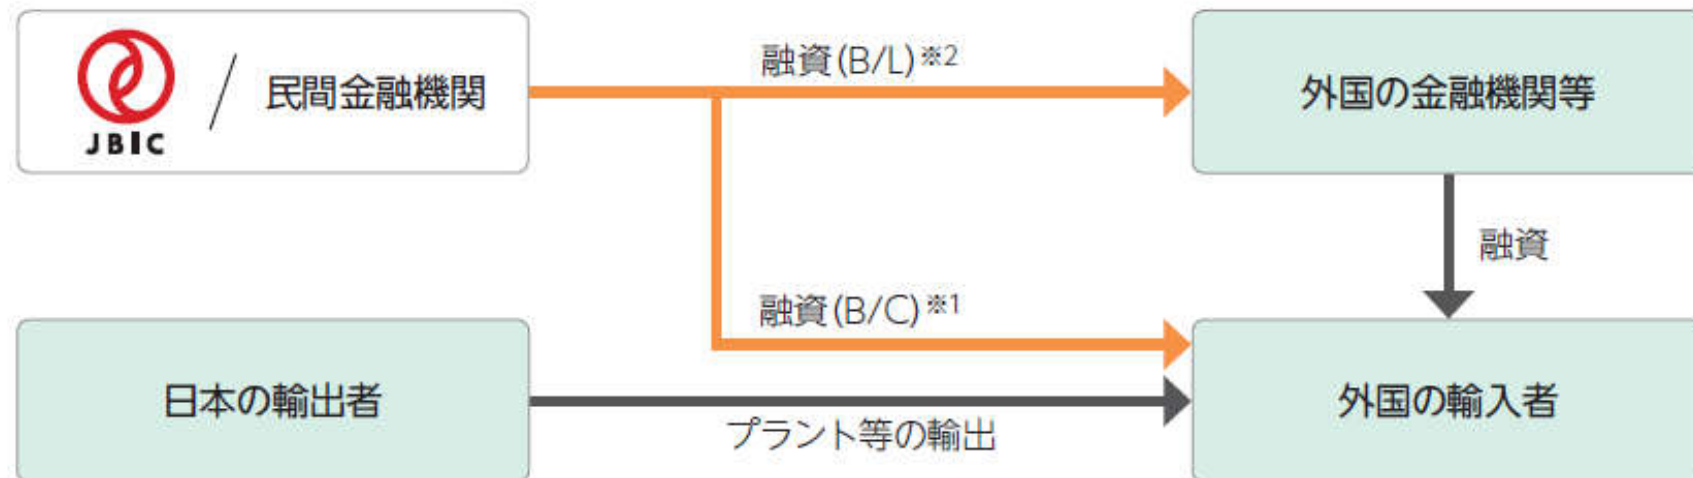 JBIC
/ 民間金融機関
融資(B/L)※2
外国の金融機関等
融資
融資(B/C)※1
日本の輸出者
プラント等の輸出
外国の輸入者